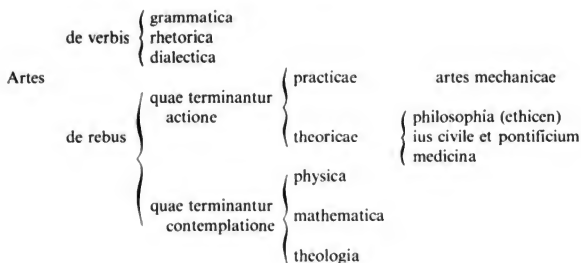 grammatica
de verbis rhetorica
dialectica
Artes
practicae artes mechanicae
quae terminantur
actione
philosophia (ethicen)
de rebus theoricae ius civile et pontificium
medicina
physica
quae terminantur
contemplatione mathematica
theologia